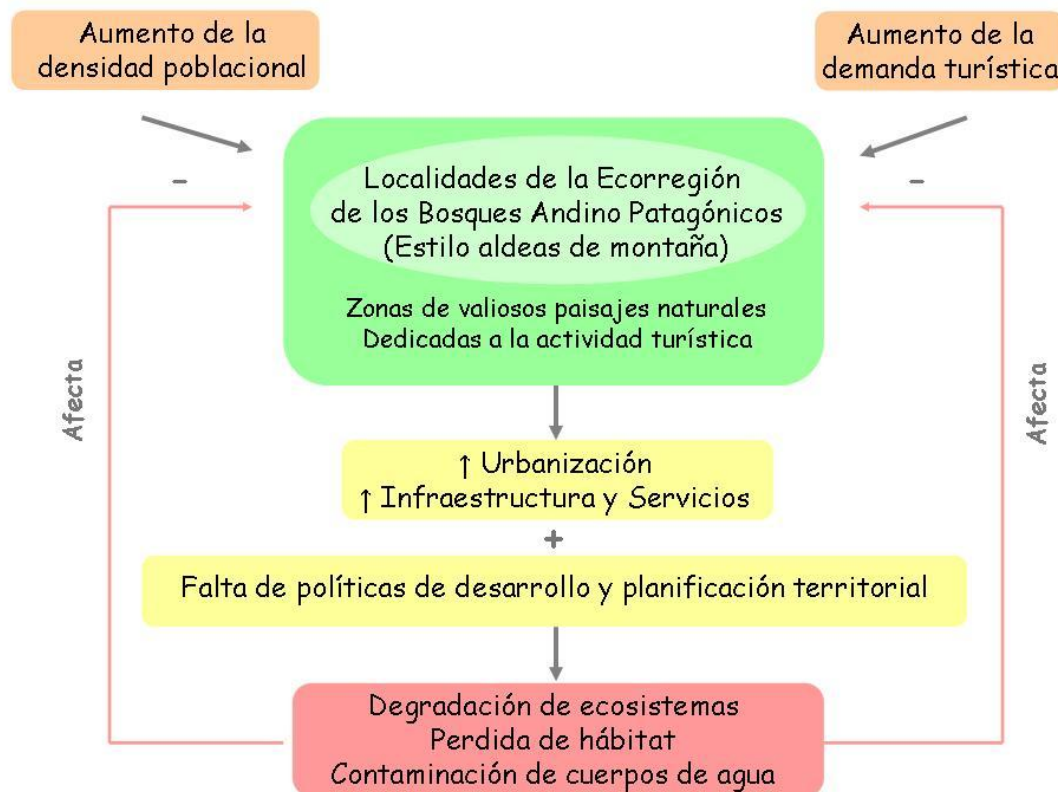 Aumento de la
densidad poblacional
Aumento de la
demanda turística
-
-
Localidades de la Ecorregión
de los Bosques Andino Patagónicos
(Estilo aldeas de montaña)
Zonas de valiosos paisajes naturales
Dedicadas a la actividad turística
Afecta
Afecta
↑ Urbanización
↑ Infraestructura y Servicios
+
Falta de políticas de desarrollo y planificación territorial
Degradación de ecosistemas
Perdida de hábitat
Contaminación de cuerpos de agua